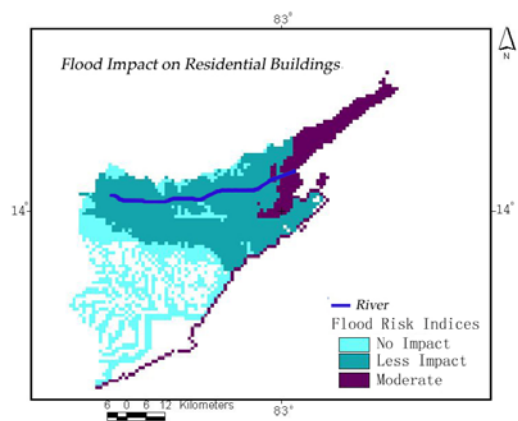 83°
N
Flood Impact on Residential Buildings
14°
14°
River
Flood Risk Indices
No Impact
Less Impact
Moderate
6 0 6 12 Kilometers
83°